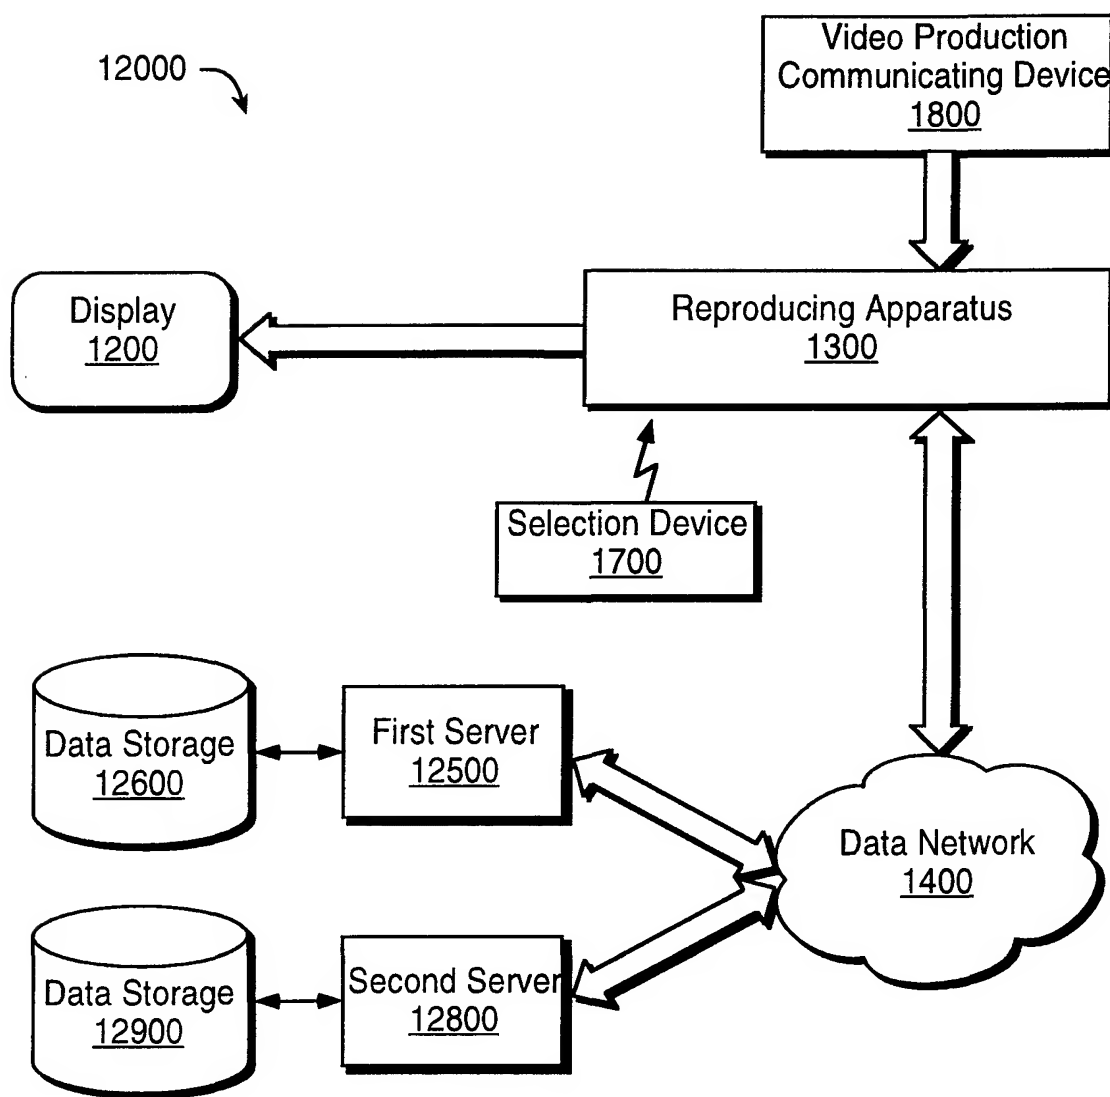 12000
Video Production
Communicating Device
1800
Display
1200
Reproducing Apparatus
1300
Selection Device
1700
Data Storage
12600
First Server
12500
Data Network
1400
Data Storage
12900
Second Server
12800